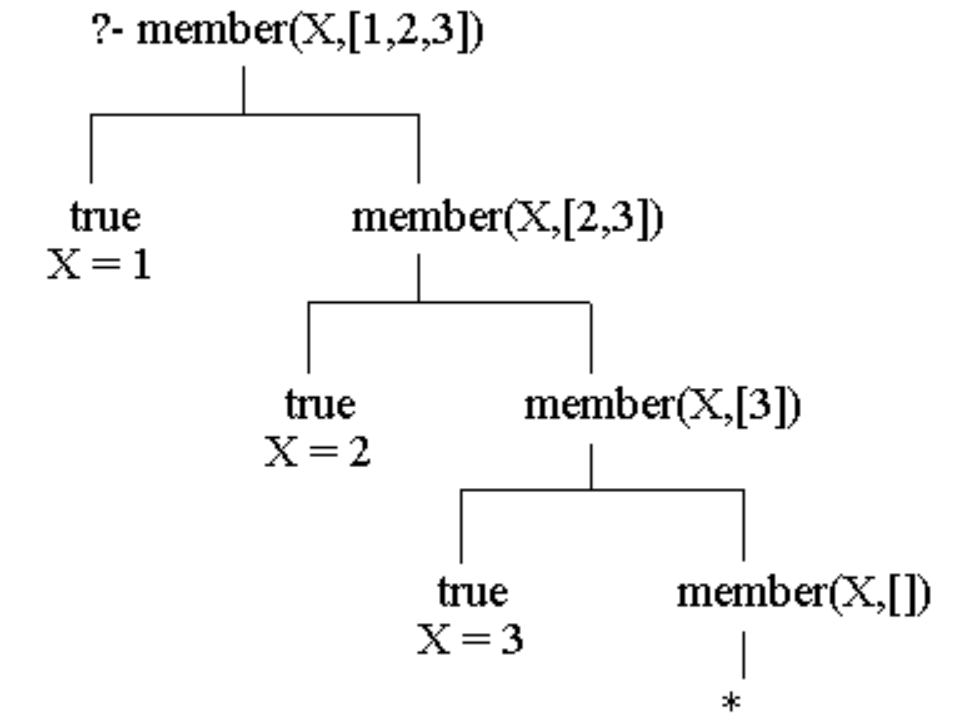 ?- member(X,[1,2,3])
true
X = 1
member(X,[2,3])
true
X = 2
member(X,[3])
true
X = 3
member(X,[])
*